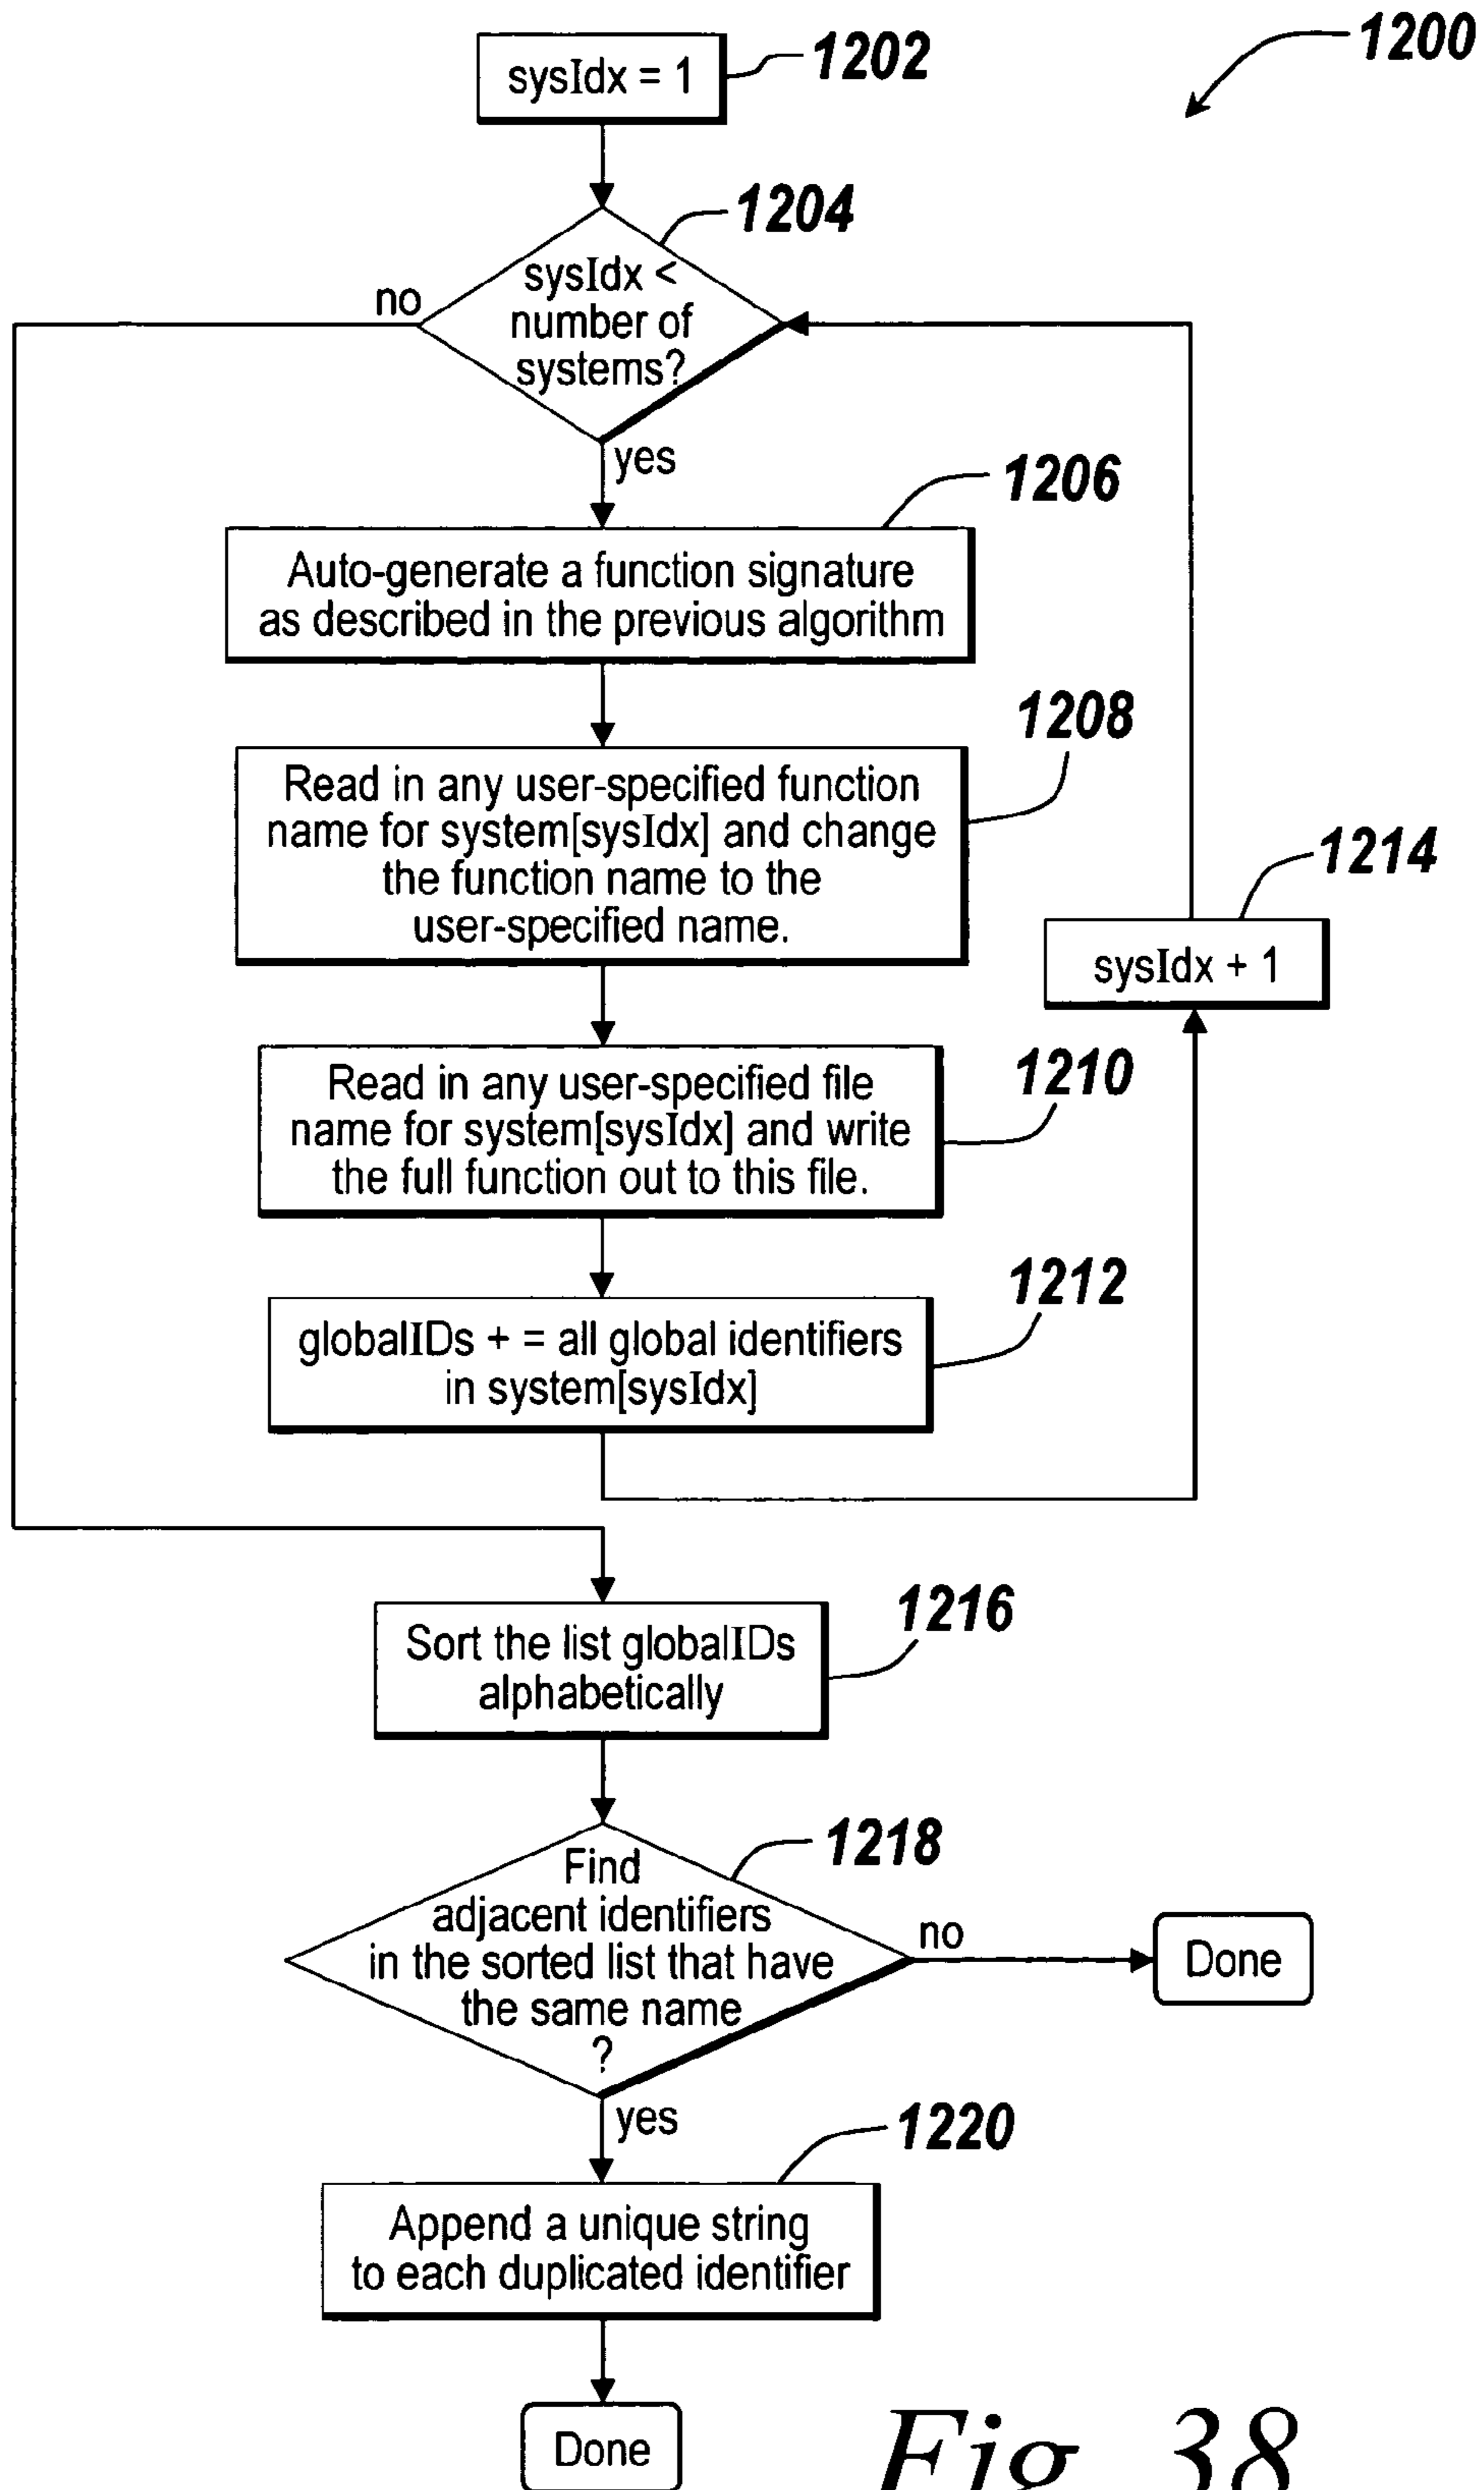 1200
sysIdx = 1
1202
1204
sysIdx <
number of
systems?
no
yes
1206
Auto-generate a function signature
as described in the previous algorithm
1208
Read in any user-specified function
name for system[sysIdx] and change
the function name to the
user-specified name.
1214
sysIdx + 1
1210
Read in any user-specified file
name for system[sysIdx] and write
the full function out to this file.
1212
globalIDs + = all global identifiers
in system[sysIdx]
1216
Sort the list globalIDs
alphabetically
1218
Find
adjacent identifiers
in the sorted list that have
the same name
?
no
Done
yes
1220
Append a unique string
to each duplicated identifier
Done
Fig. 38